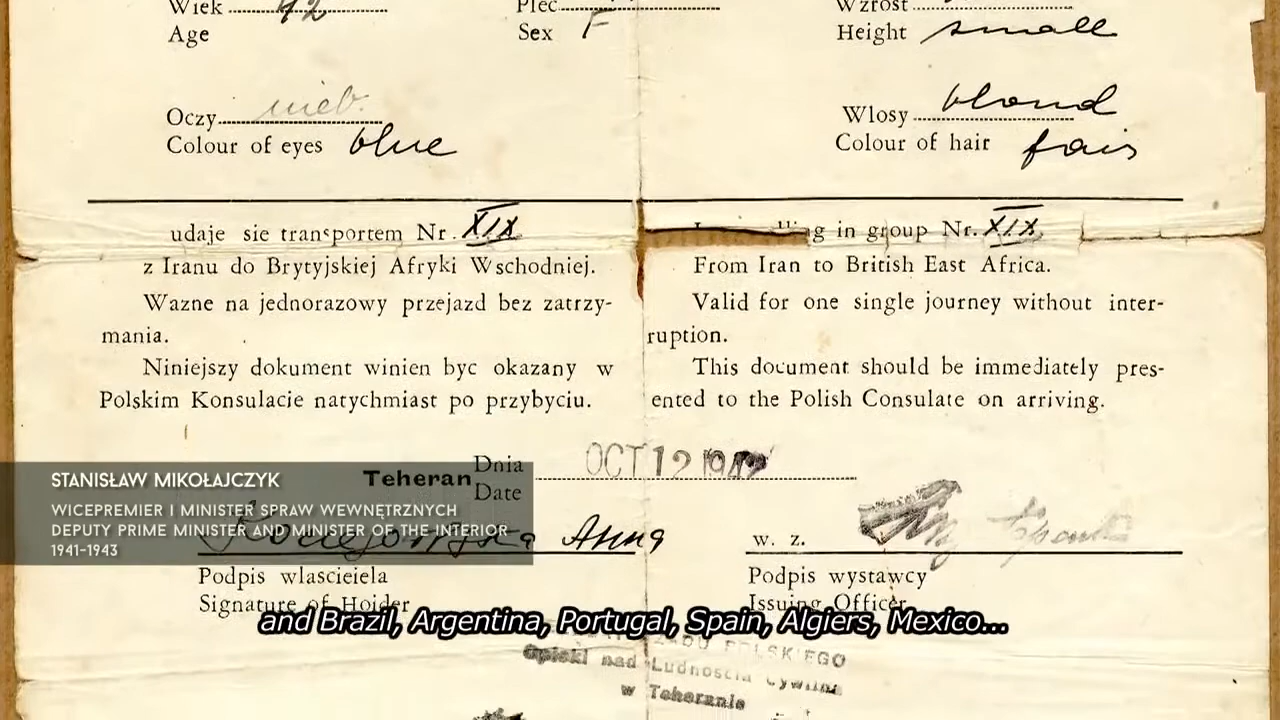 Wiek 42 Płeć Wzrost
Age Sex F Height small
Oczy nieb. Wlosy blond
Colour of eyes blue Colour of hair fair
udaje sie transportem Nr. XIX g in group Nr. XIX
z Iranu do Brytyjskiej Afryki Wschodniej. From Iran to British East Africa.
Wazne na jednorazowy przejazd bez zatrzy- Valid for one single journey without inter-
mania. ruption.
Niniejszy dokument winien byc okazany w This document should be immediately pres-
Polskim Konsulacie natychmiast po przybyciu. ented to the Polish Consulate on arriving.
Teheran Dnia OCT 12 1942
Date
STANISŁAW MIKOŁAJCZYK
WICEPREMIER I MINISTER SPRAW WEWNĘTRZNYCH
DEPUTY PRIME MINISTER AND MINISTER OF THE INTERIOR
1941-1943
Anna w. z.
Podpis wlascieiela Podpis wystawcy
Signature of Holder Issuing Officer
and Brazil, Argentina, Portugal, Spain, Algiers, Mexico...
POLSKIEGO
Opieki nad Ludnoscia Cywilna
w Teheranie